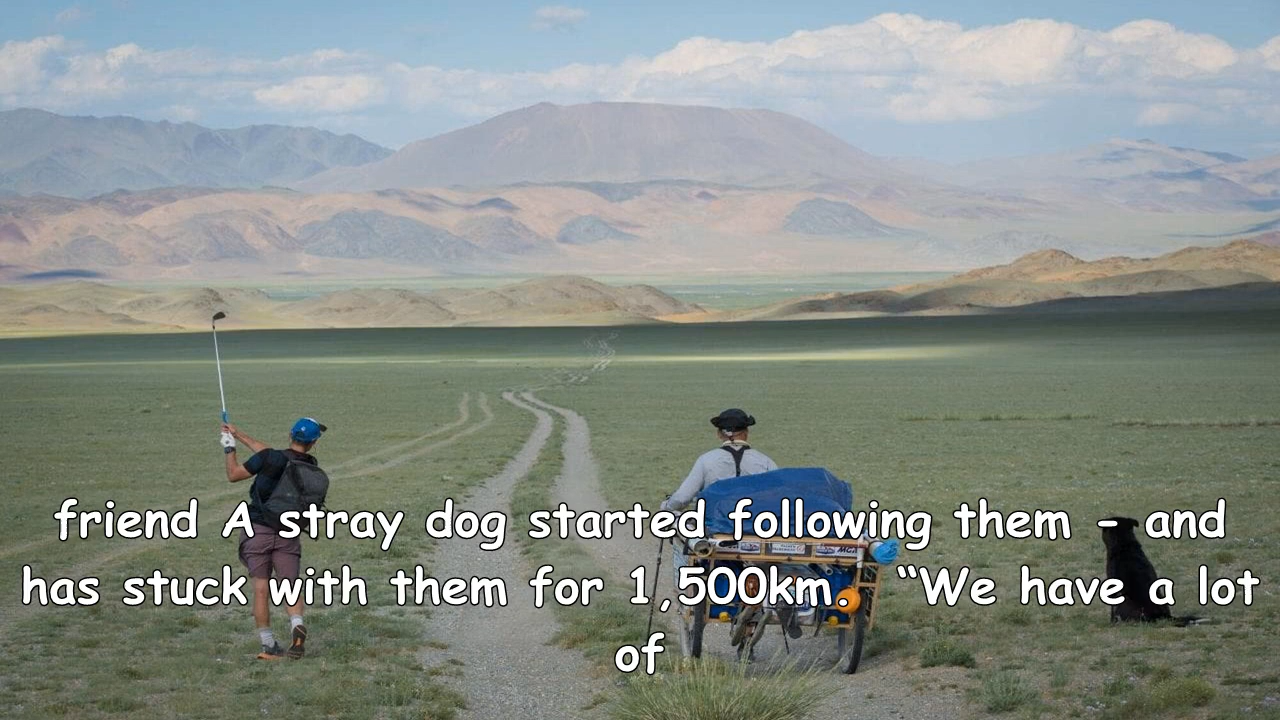 friend A stray dog started following them - and
has stuck with them for 1,500km. “We have a lot
of